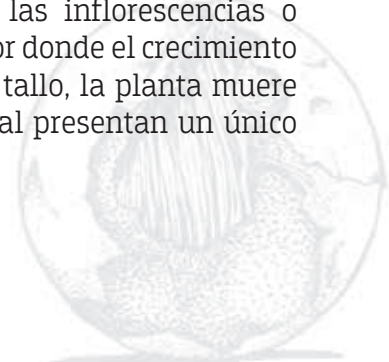 las inflorescencias o
or donde el crecimiento
tallo, la planta muere
al presentan un único